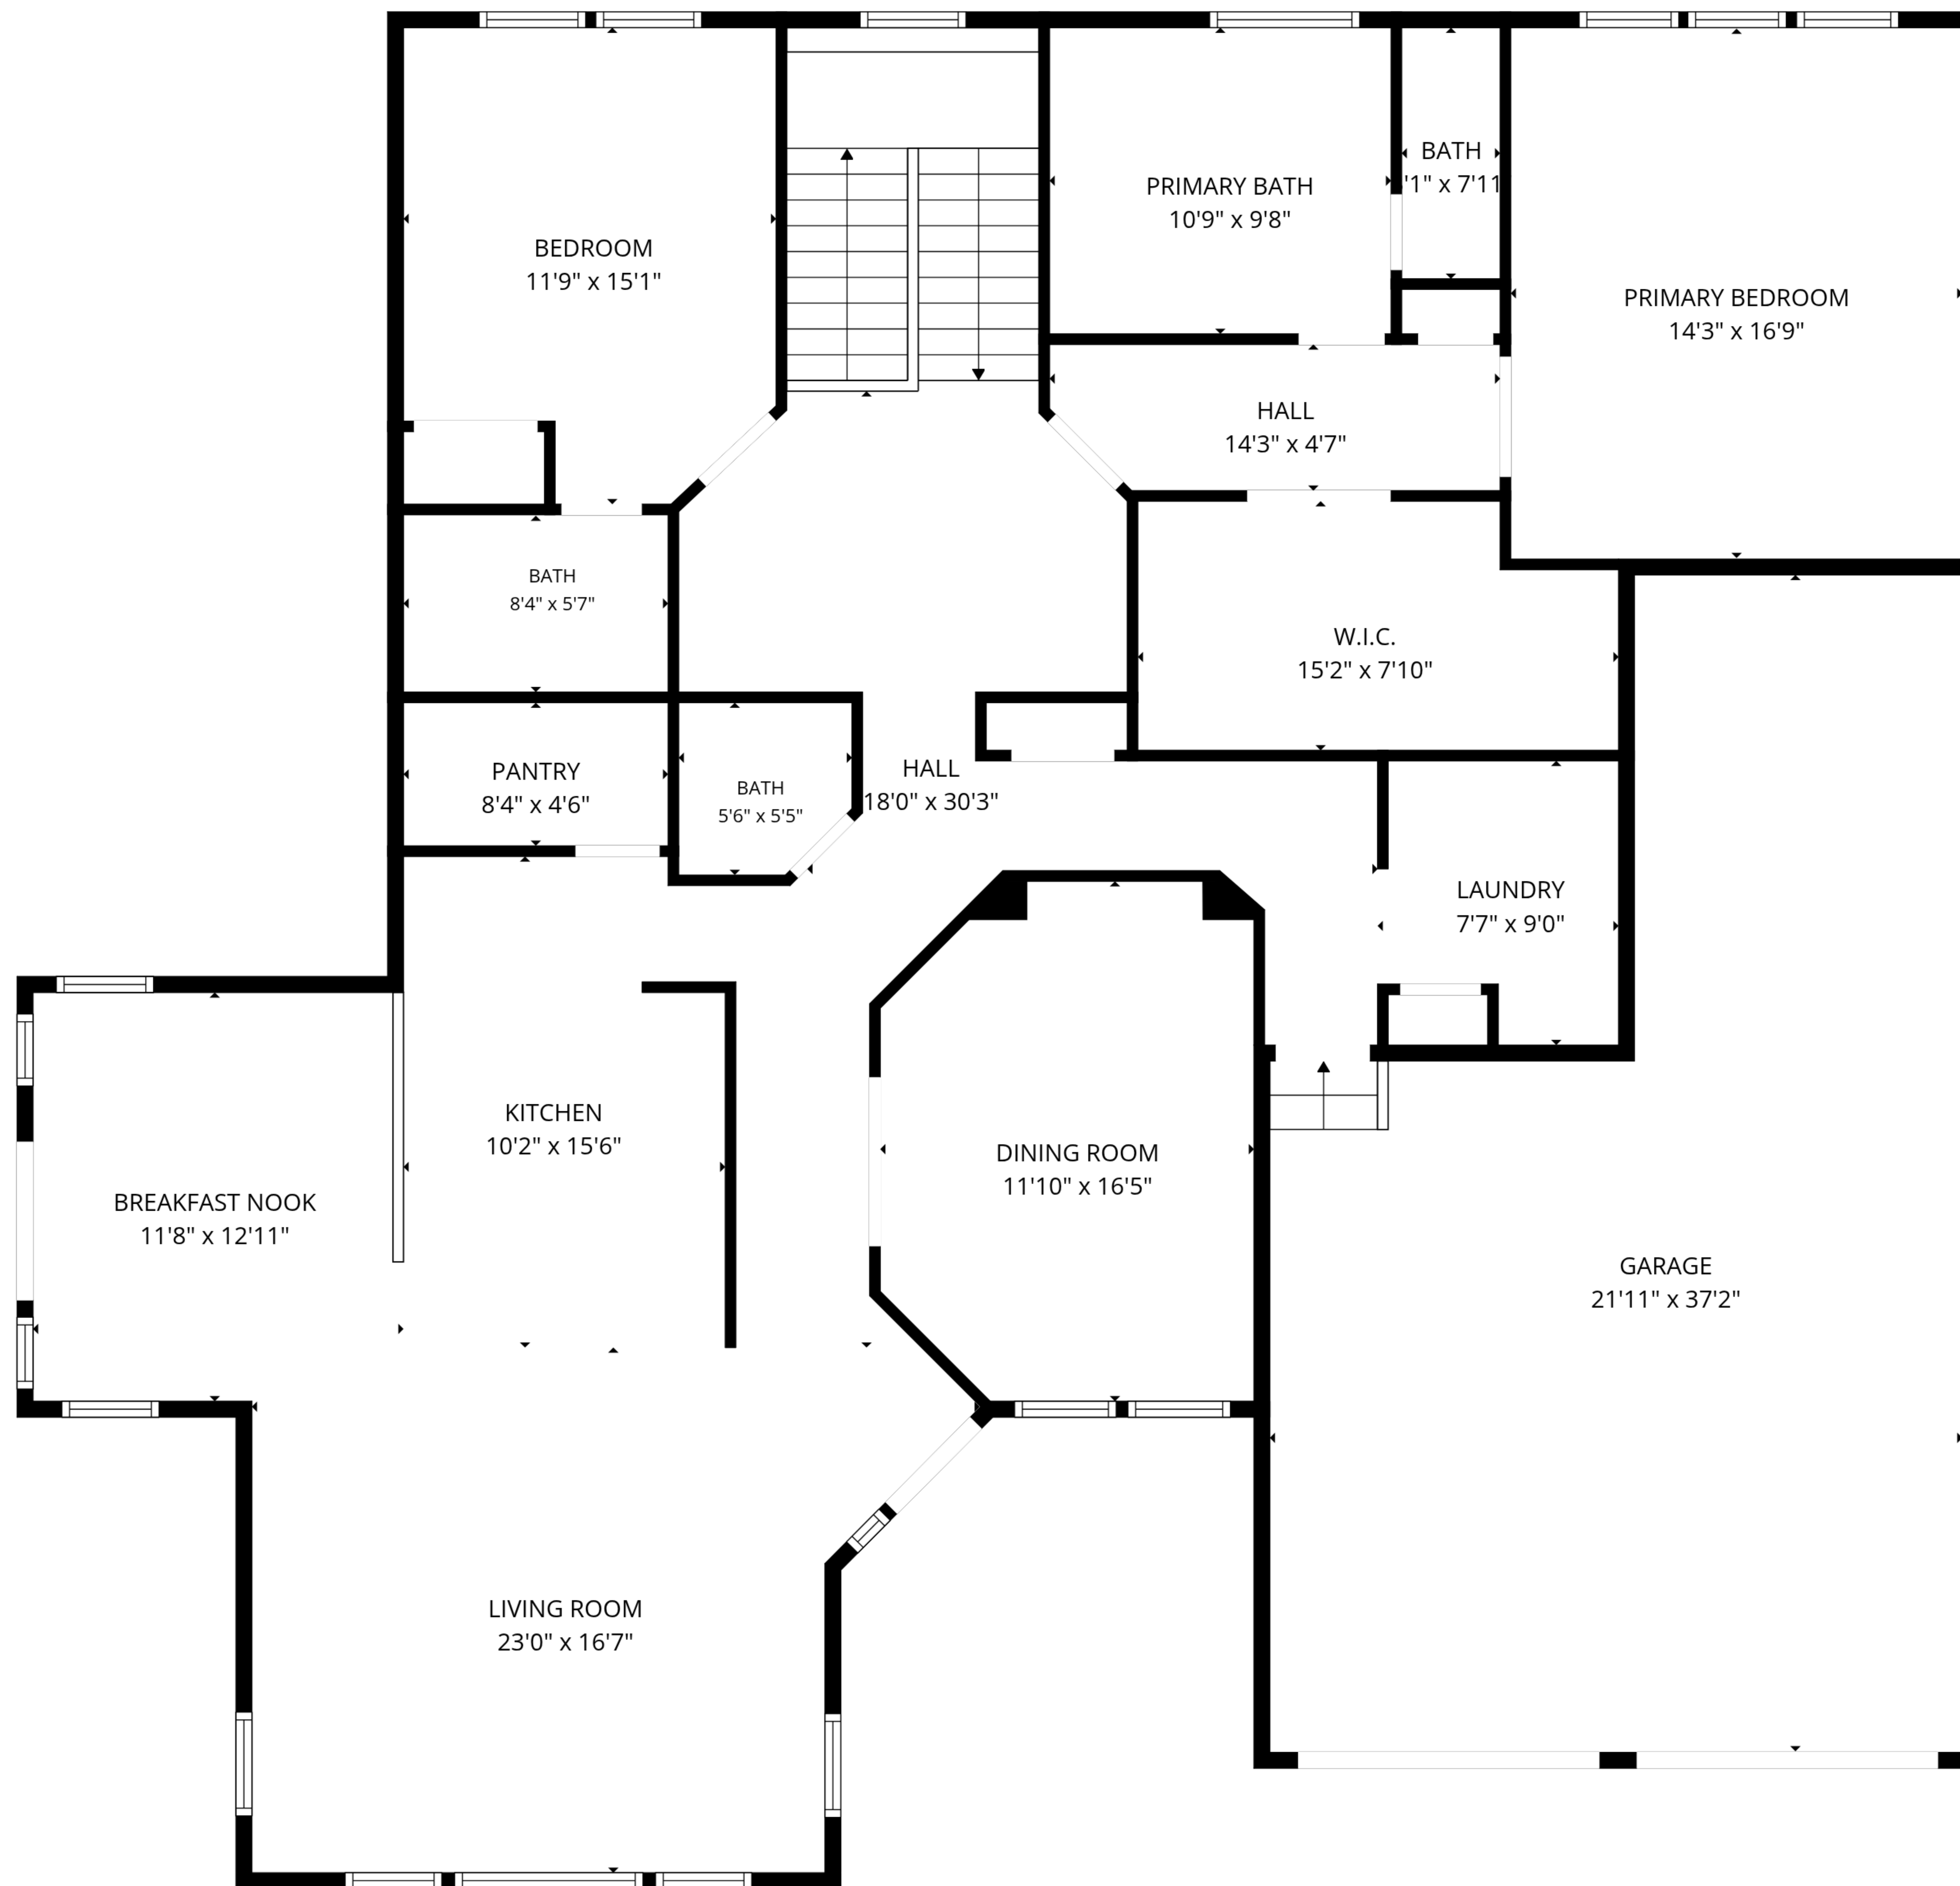 BATH
'1" x 7'11
PRIMARY BATH
10'9" x 9'8"
BEDROOM
11'9" x 15'1"
PRIMARY BEDROOM
14'3" x 16'9"
HALL
14'3" x 4'7"
BATH
8'4" x 5'7"
W.I.C.
15'2" x 7'10"
PANTRY
8'4" x 4'6"
BATH
5'6" x 5'5"
HALL
18'0" x 30'3"
LAUNDRY
7'7" x 9'0"
KITCHEN
10'2" x 15'6"
DINING ROOM
11'10" x 16'5"
BREAKFAST NOOK
11'8" x 12'11"
GARAGE
21'11" x 37'2"
LIVING ROOM
23'0" x 16'7"